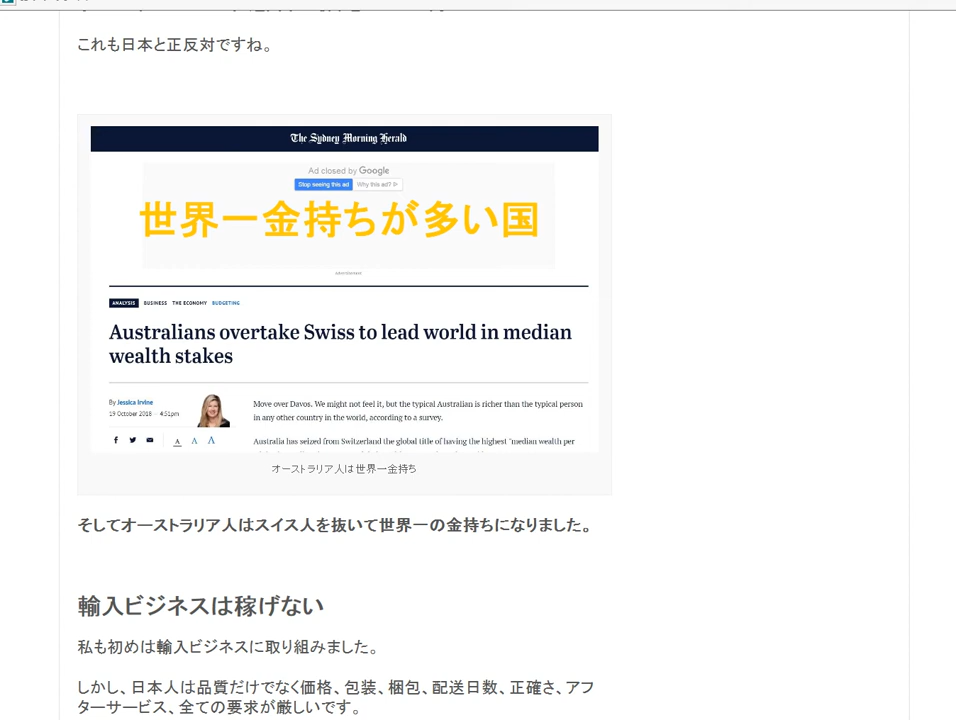 これも日本と正反対ですね。
The Sydney Morning Herald
Ad closed by Google
Stop seeing this ad Why this ad?
世界一金持ちが多い国
Advertisement
ANALYSIS BUSINESS THE ECONOMY BUDGETING
Australians overtake Swiss to lead world in median
wealth stakes
By Jessica Irvine
19 October 2018 — 4:51pm
A A A
Move over Davos. We might not feel it, but the typical Australian is richer than the typical person
in any other country in the world, according to a survey.
Australia has seized from Switzerland the global title of having the highest "median wealth per
オーストラリア人は世界一金持ち
そしてオーストラリア人はスイス人を抜いて世界一の金持ちになりました。
輸入ビジネスは稼げない
私も初めは輸入ビジネスに取り組みました。
しかし、日本人は品質だけでなく価格、包装、梱包、配送日数、正確さ、アフ
ターサービス、全ての要求が厳しいです。